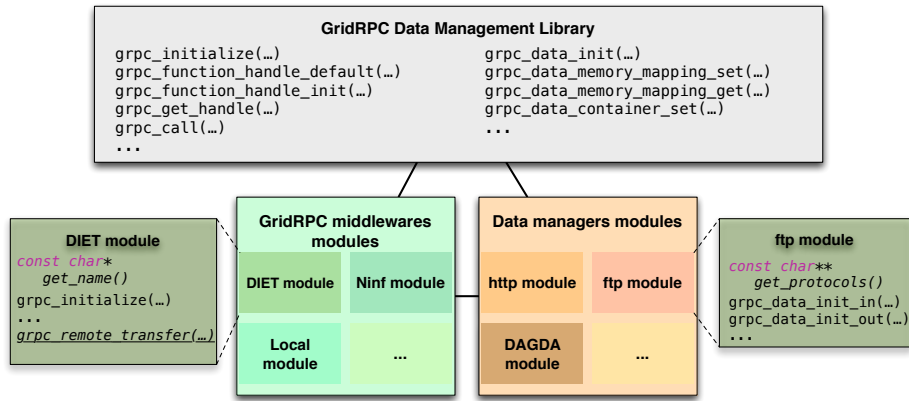 GridRPC Data Management Library
grpc_initialize(…)
grpc_function_handle_default(…)
grpc_function_handle_init(…)
grpc_get_handle(…)
grpc_call(…)
...
grpc_data_init(…)
grpc_data_memory_mapping_set(…)
grpc_data_memory_mapping_get(…)
grpc_data_container_set(…)
...
DIET module
const char*
get_name()
grpc_initialize(…)
...
grpc_remote_transfer(…)
GridRPC middlewares
modules
DIET module
Ninf module
Local
module
...
Data managers modules
http module
ftp module
DAGDA
module
...
ftp module
const char**
get_protocols()
grpc_data_init_in(…)
grpc_data_init_out(…)
...